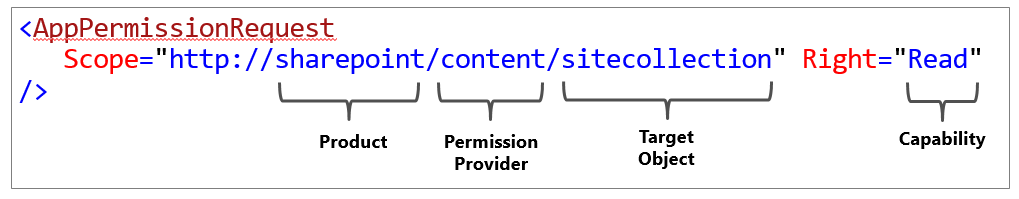 <AppPermissionRequest
Scope="http://sharepoint/content/sitecollection" Right="Read"
/>
Product
Permission
Provider
Target
Object
Capability